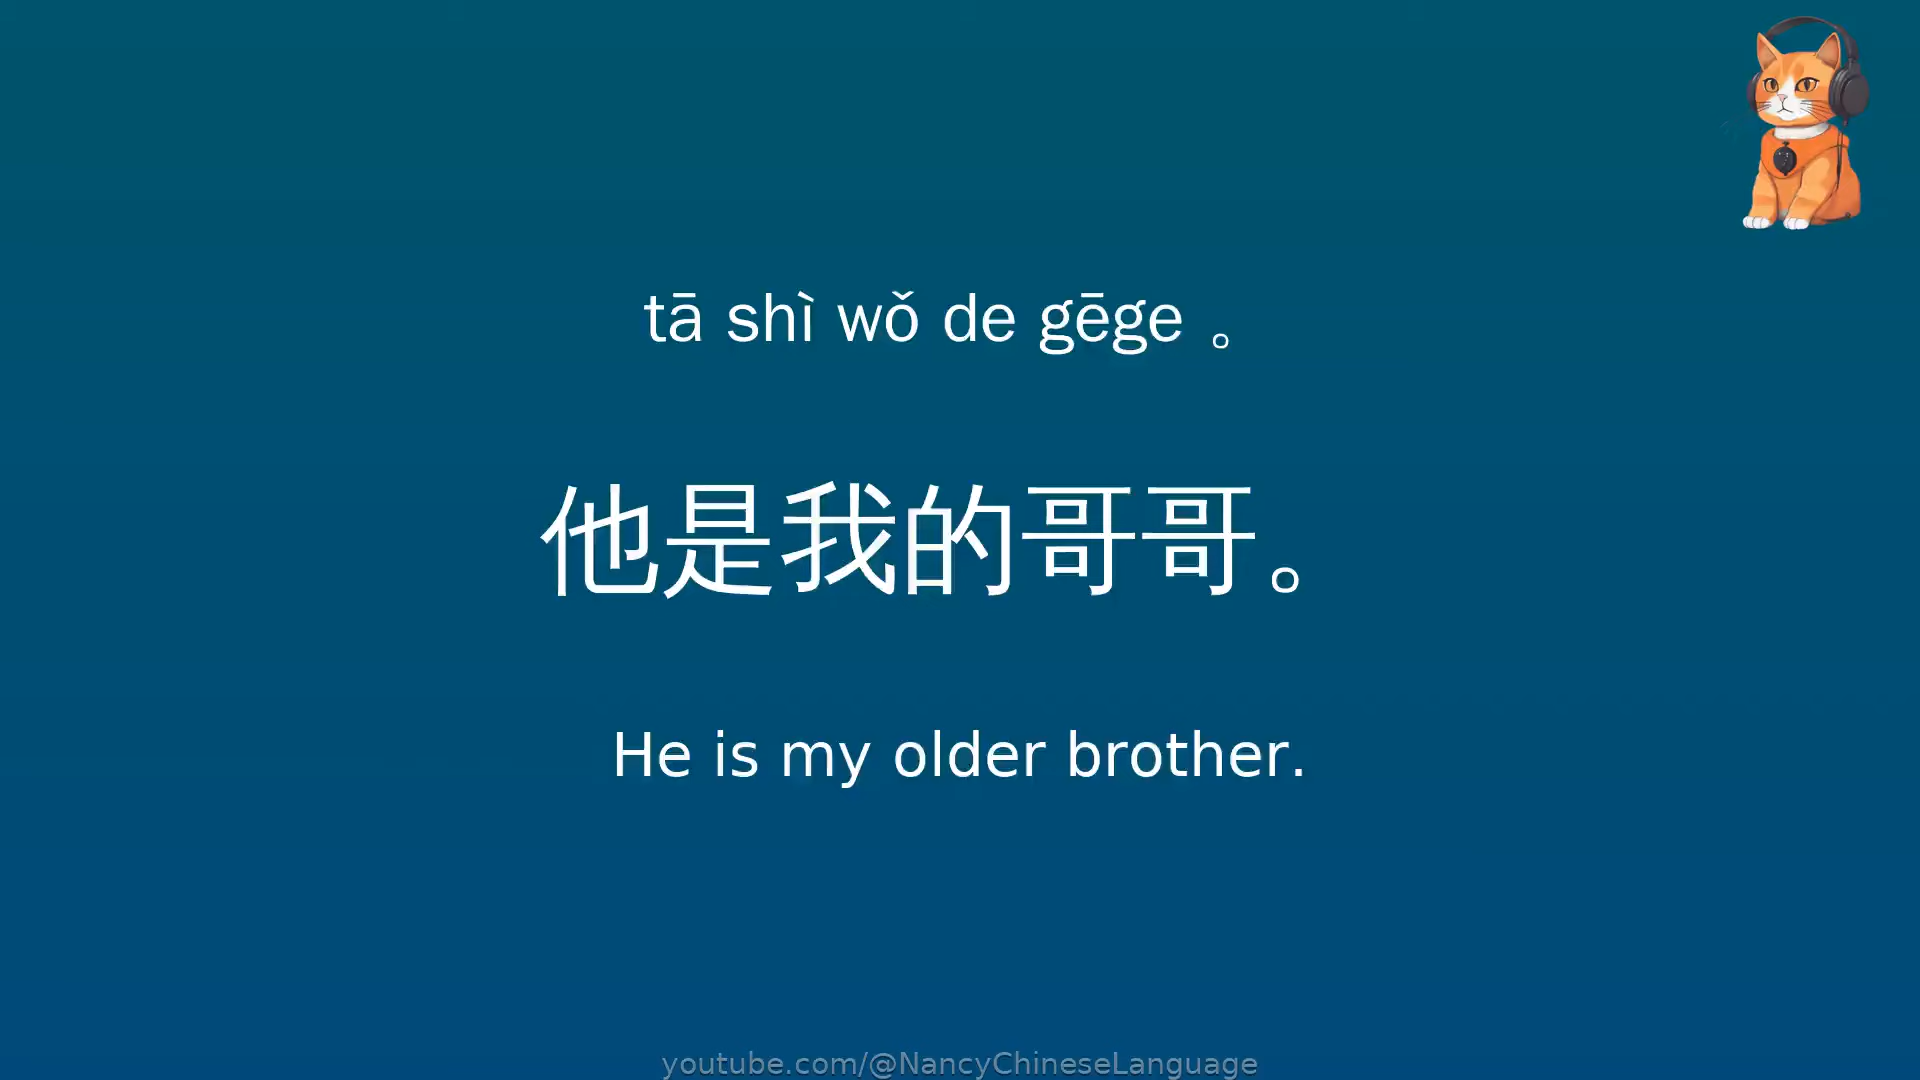 tā shì wǒ de gēge 。
他是我的哥哥。
He is my older brother.
youtube.com/@NancyChineseLanguage